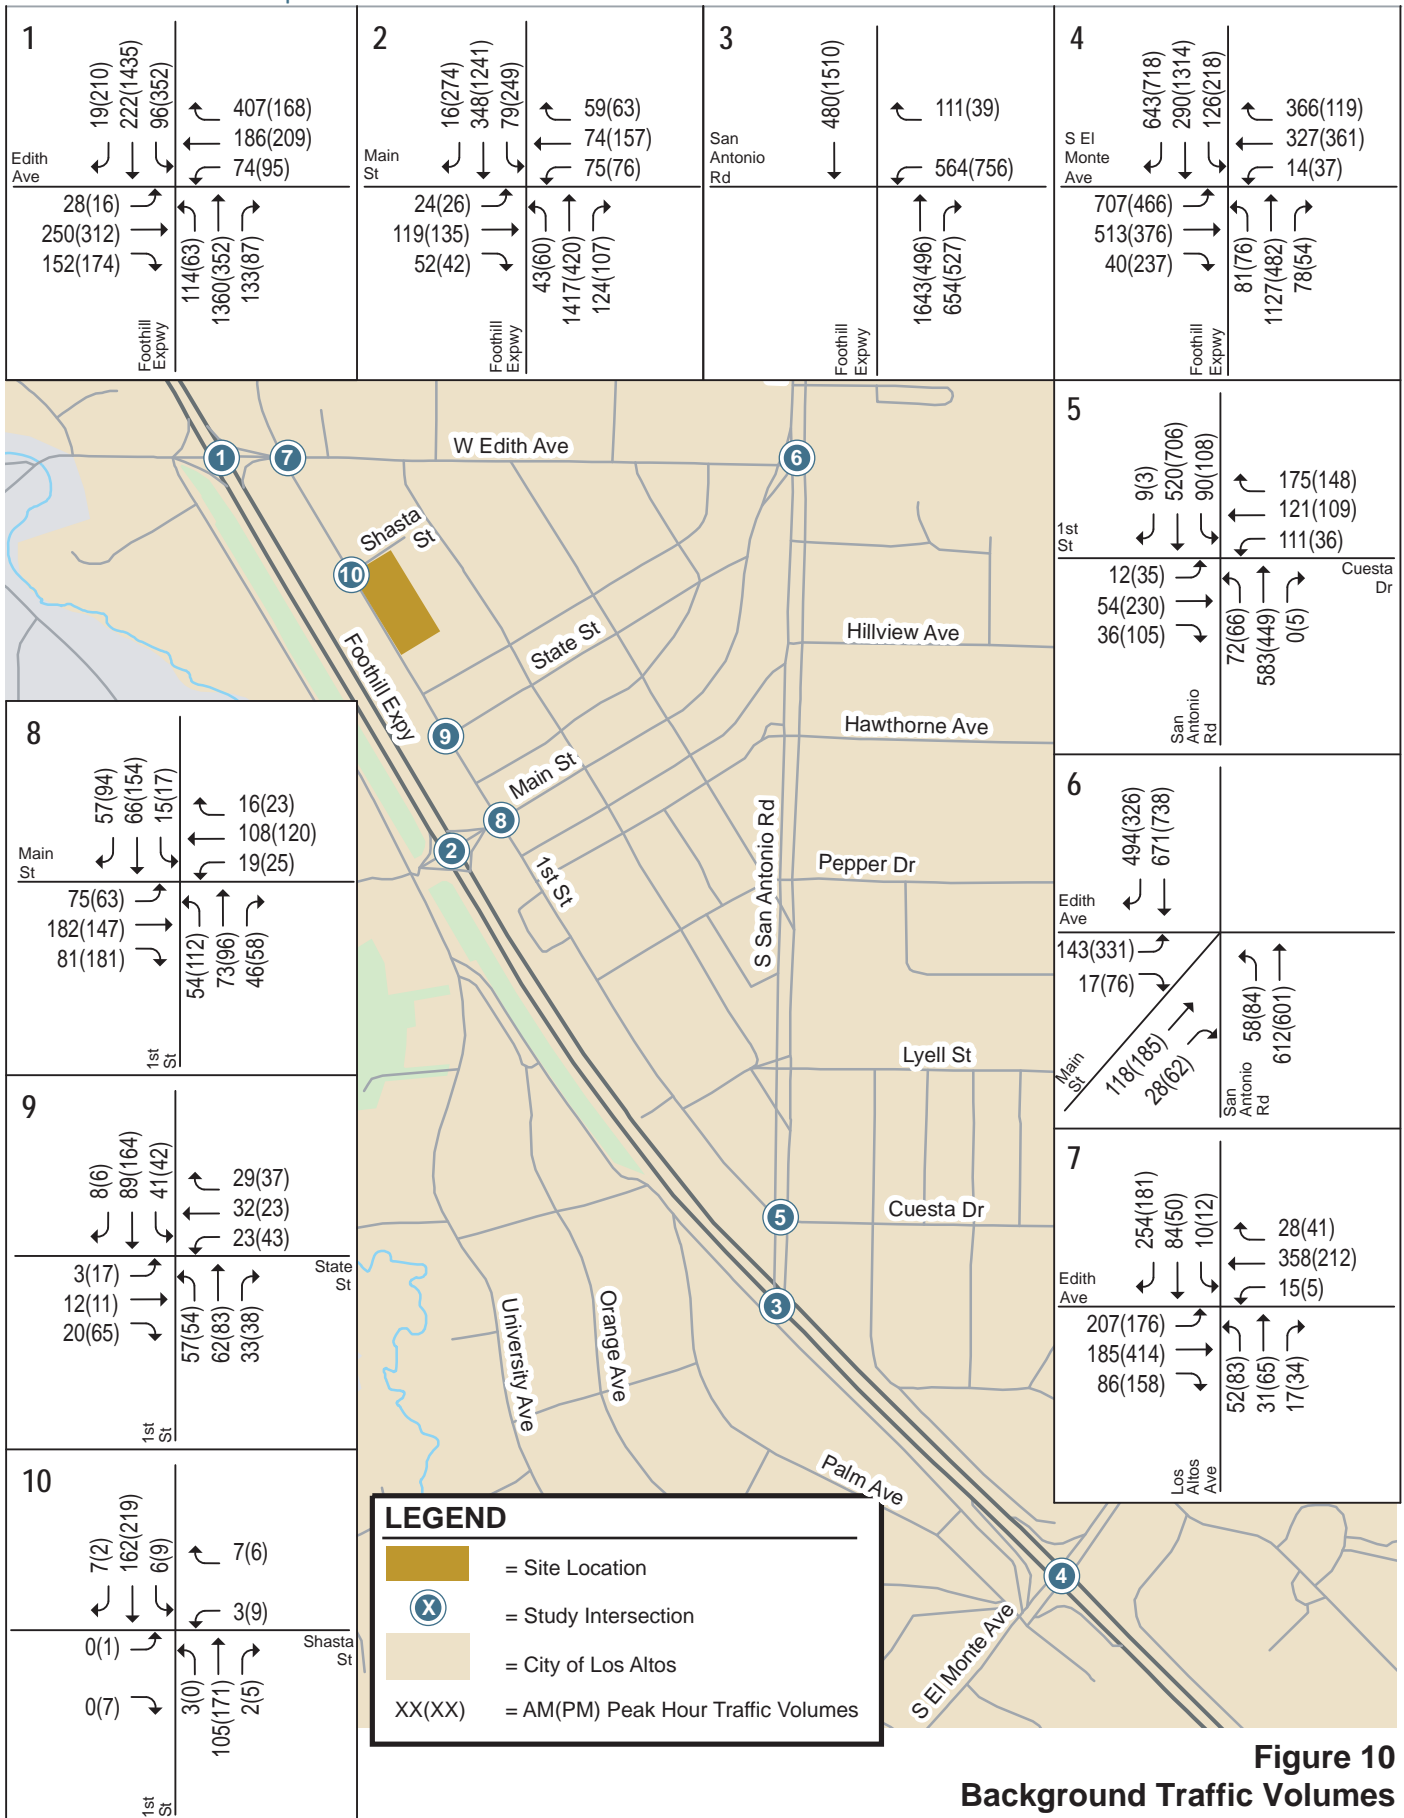 1
19(210)
222(1435)
96(352)
407(168)
186(209)
74(95)
Edith
Ave
28(16)
250(312)
152(174)
114(63)
1360(352)
133(87)
Foothill
Expwy
2
16(274)
348(1241)
79(249)
59(63)
74(157)
75(76)
Main
St
24(26)
119(135)
52(42)
43(60)
1417(420)
124(107)
Foothill
Expwy
3
480(1510)
111(39)
564(756)
San
Antonio
Rd
1643(496)
654(527)
Foothill
Expwy
4
643(718)
290(1314)
126(218)
366(119)
327(361)
14(37)
S El
Monte
Ave
707(466)
513(376)
40(237)
81(76)
1127(482)
78(54)
Foothill
Expwy
5
9(3)
520(706)
90(108)
175(148)
121(109)
111(36)
1st
St
Cuesta
Dr
12(35)
54(230)
36(105)
72(66)
583(449)
0(5)
San
Antonio
Rd
6
494(326)
671(738)
Edith
Ave
143(331)
17(76)
118(185)
28(62)
58(84)
612(601)
Main
St
San
Antonio
Rd
7
254(181)
84(50)
10(12)
28(41)
358(212)
15(5)
Edith
Ave
207(176)
185(414)
86(158)
52(83)
31(65)
17(34)
Los
Altos
Ave
8
57(94)
66(154)
15(17)
16(23)
108(120)
19(25)
Main
St
75(63)
182(147)
81(181)
54(112)
73(96)
46(58)
1st
St
9
8(6)
89(164)
41(42)
29(37)
32(23)
23(43)
State
St
3(17)
12(11)
20(65)
57(54)
62(83)
33(38)
1st
St
10
7(2)
162(219)
6(9)
7(6)
3(9)
Shasta
St
0(1)
0(7)
3(0)
105(171)
2(5)
1st
St
1
7
W Edith Ave
6
Shasta
St
10
State St
Hillview Ave
Foothill Expy
9
Hawthorne Ave
Main St
8
2
S San Antonio Rd
1st St
Pepper Dr
Lyell St
5
Cuesta Dr
3
University Ave
Orange Ave
Palm Ave
4
S El Monte Ave
LEGEND
= Site Location
X
= Study Intersection
= City of Los Altos
XX(XX) = AM(PM) Peak Hour Traffic Volumes
Figure 10
Background Traffic Volumes